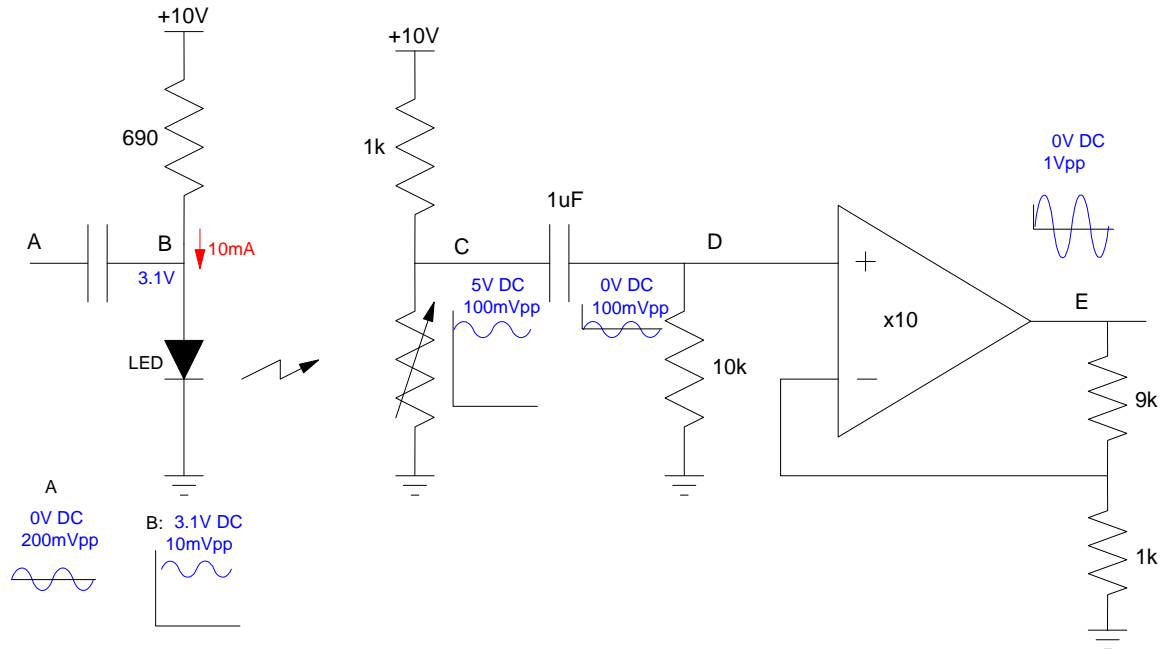 +10V
+10V
690
1k
0V DC
1Vpp
1uF
A
B
10mA
3.1V
C
D
5V DC
100mVpp
0V DC
100mVpp
+
x10
E
LED
10k
−
9k
A
0V DC
200mVpp
B: 3.1V DC
10mVpp
1k